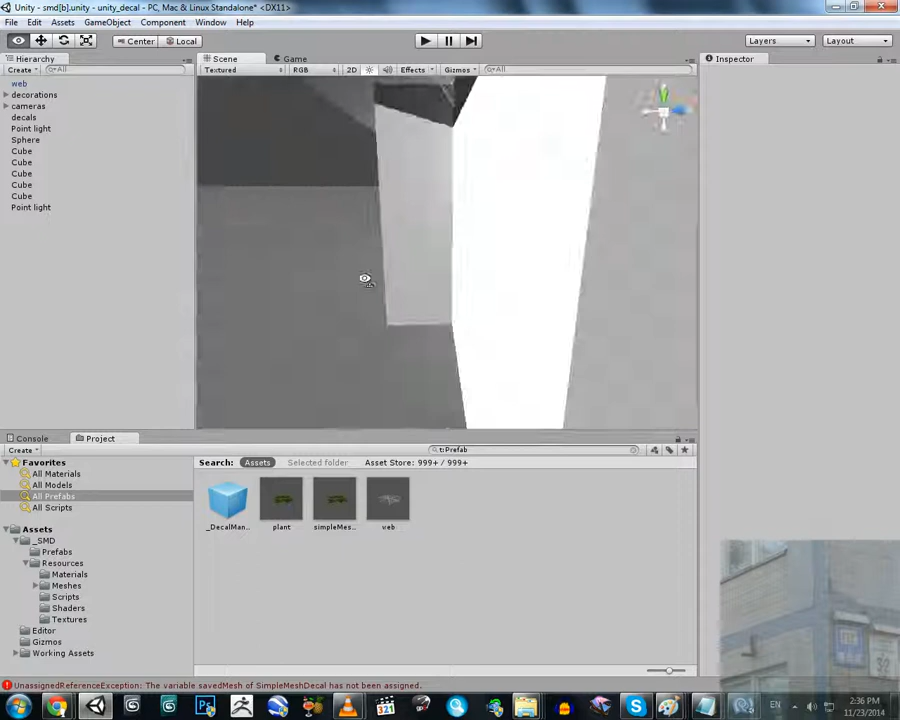 Unity - smd[b].unity - unity_decal - PC, Mac & Linux Standalone* <DX11>
File Edit Assets GameObject Component Window Help
Center Local Layers Layout
Hierarchy Scene Game Inspector
Create All Textured RGB 2D Effects Gizmos All
web
decorations
cameras
decals
Point light
Sphere
Cube
Cube
Cube
Cube
Cube
Point light
Console Project
Create t:Prefab
Favorites
All Materials
All Models
All Prefabs
All Scripts
Assets
_SMD
Prefabs
Resources
Materials
Meshes
Scripts
Shaders
Textures
Editor
Gizmos
Working Assets
Search: Assets Selected folder Asset Store: 999+ / 999+
_DecalMan... plant simpleMes... veb
UnassignedReferenceException: The variable savedMesh of SimpleMeshDecal has not been assigned.
321
EN 2:36 PM
11/23/2014
32